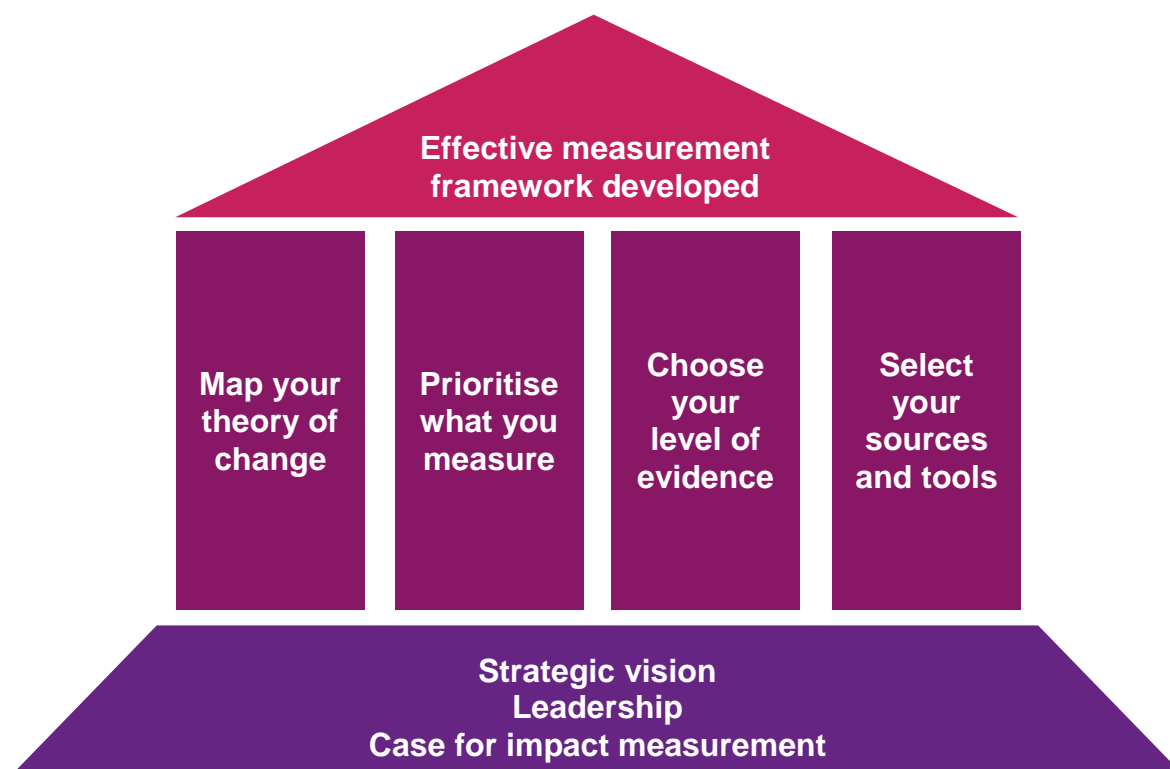 Effective measurement
framework developed
Map your
theory of
change
Prioritise
what you
measure
Choose
your
level of
evidence
Select
your
sources
and tools
Strategic vision
Leadership
Case for impact measurement